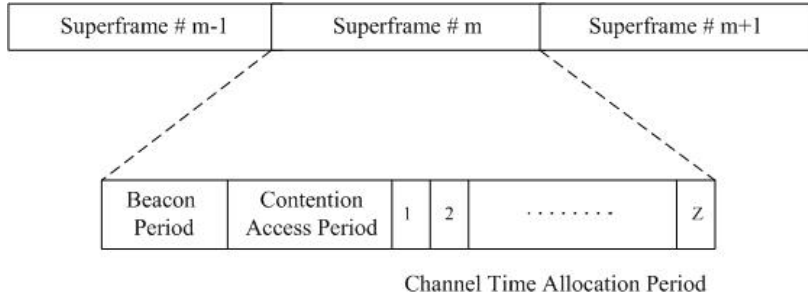 Superframe # m-1 Superframe # m Superframe # m+1
Beacon Period
Contention Access Period
1 2 ........ Z
Channel Time Allocation Period